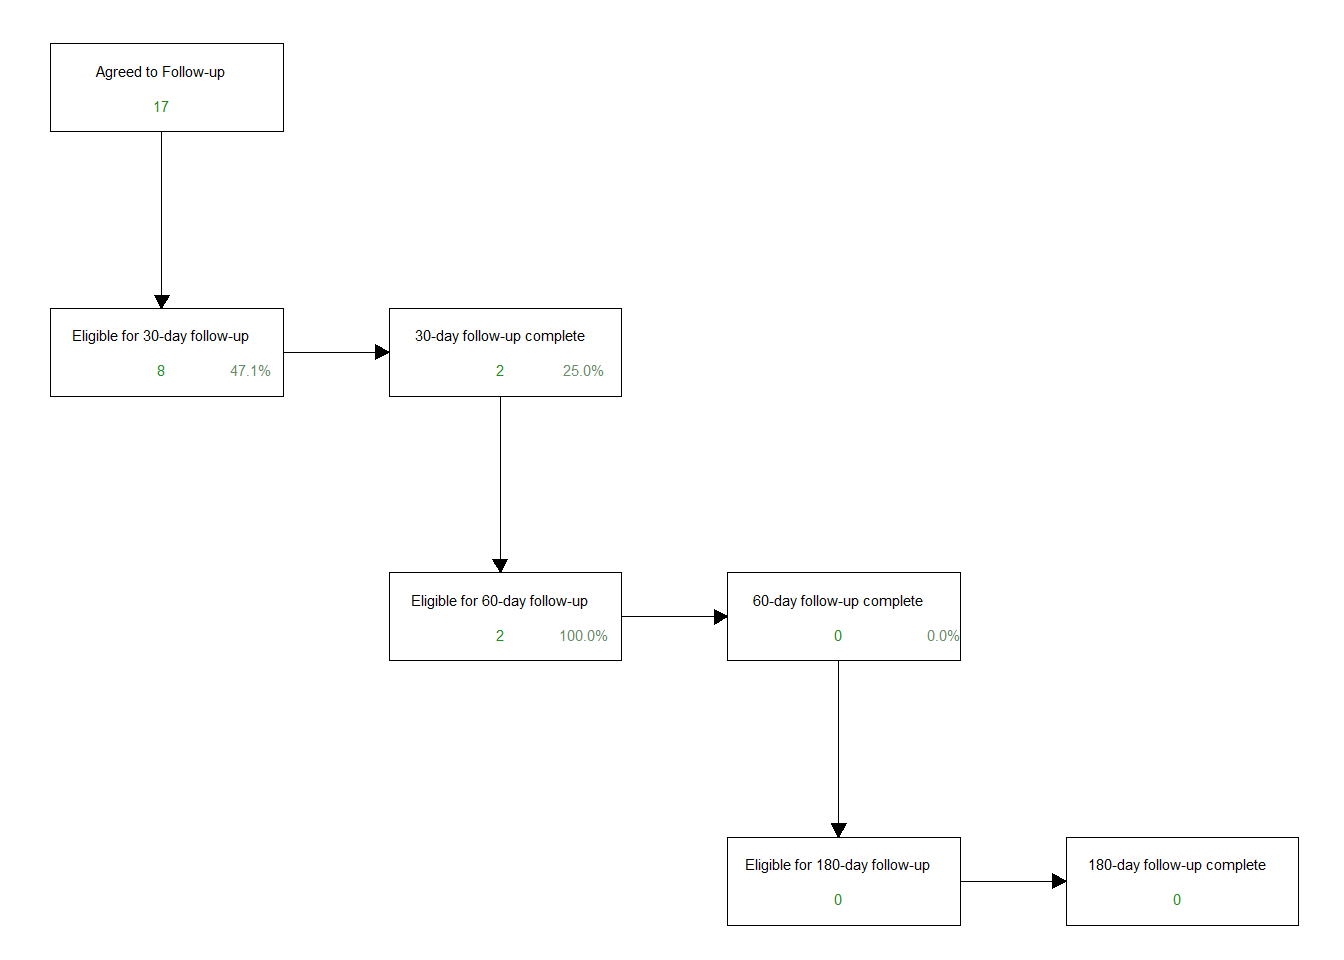 Agreed to Follow-up
17
Eligible for 30-day follow-up
8 47.1%
30-day follow-up complete
2 25.0%
Eligible for 60-day follow-up
2 100.0%
60-day follow-up complete
0 0.0%
Eligible for 180-day follow-up
0
180-day follow-up complete
0